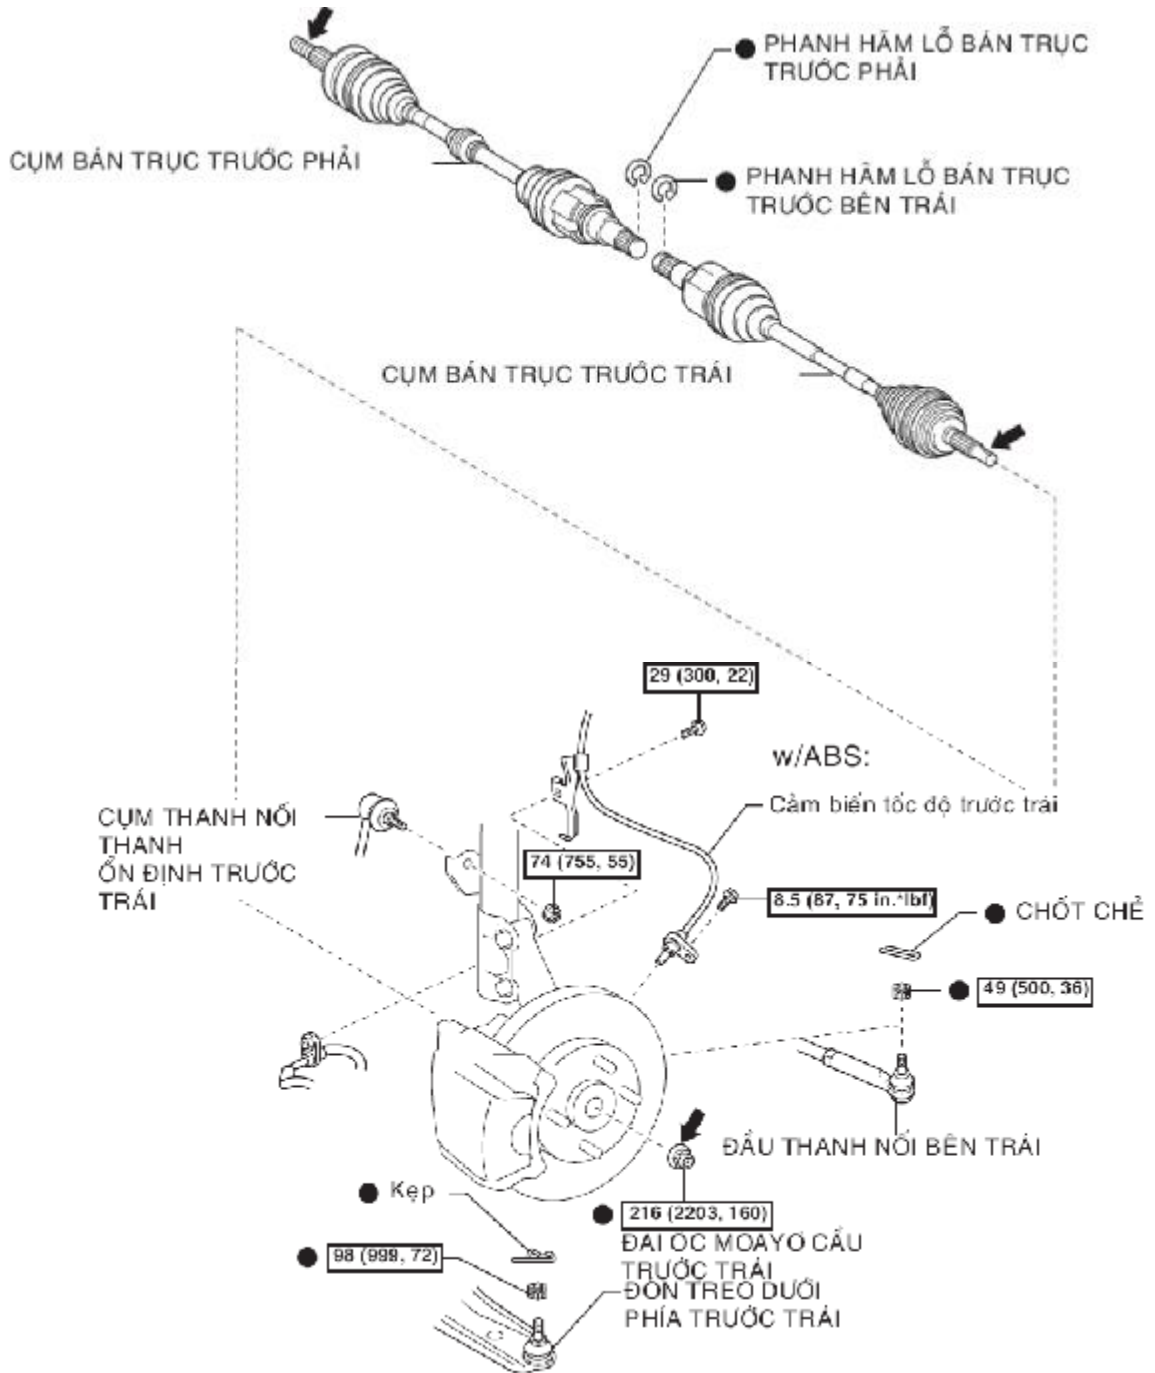 PHANH HÃM LỖ BÁN TRỤC
TRƯỚC PHẢI
CỤM BÁN TRỤC TRƯỚC PHẢI
PHANH HÃM LỖ BÁN TRỤC
TRƯỚC BÊN TRÁI
CỤM BÁN TRỤC TRƯỚC TRÁI
29 (300, 22)
w/ABS:
Cảm biến tốc độ trước trái
CỤM THANH NỐI
THANH
ỔN ĐỊNH TRƯỚC
TRÁI
74 (755, 55)
8.5 (87, 75 in.*lbf)
CHỐT CHẺ
49 (500, 36)
ĐẦU THANH NỐI BÊN TRÁI
Kẹp
216 (2203, 160)
98 (999, 72)
ĐAI ỐC MOAYƠ CẦU
TRƯỚC TRÁI
ĐÒN TREO DƯỚI
PHÍA TRƯỚC TRÁI